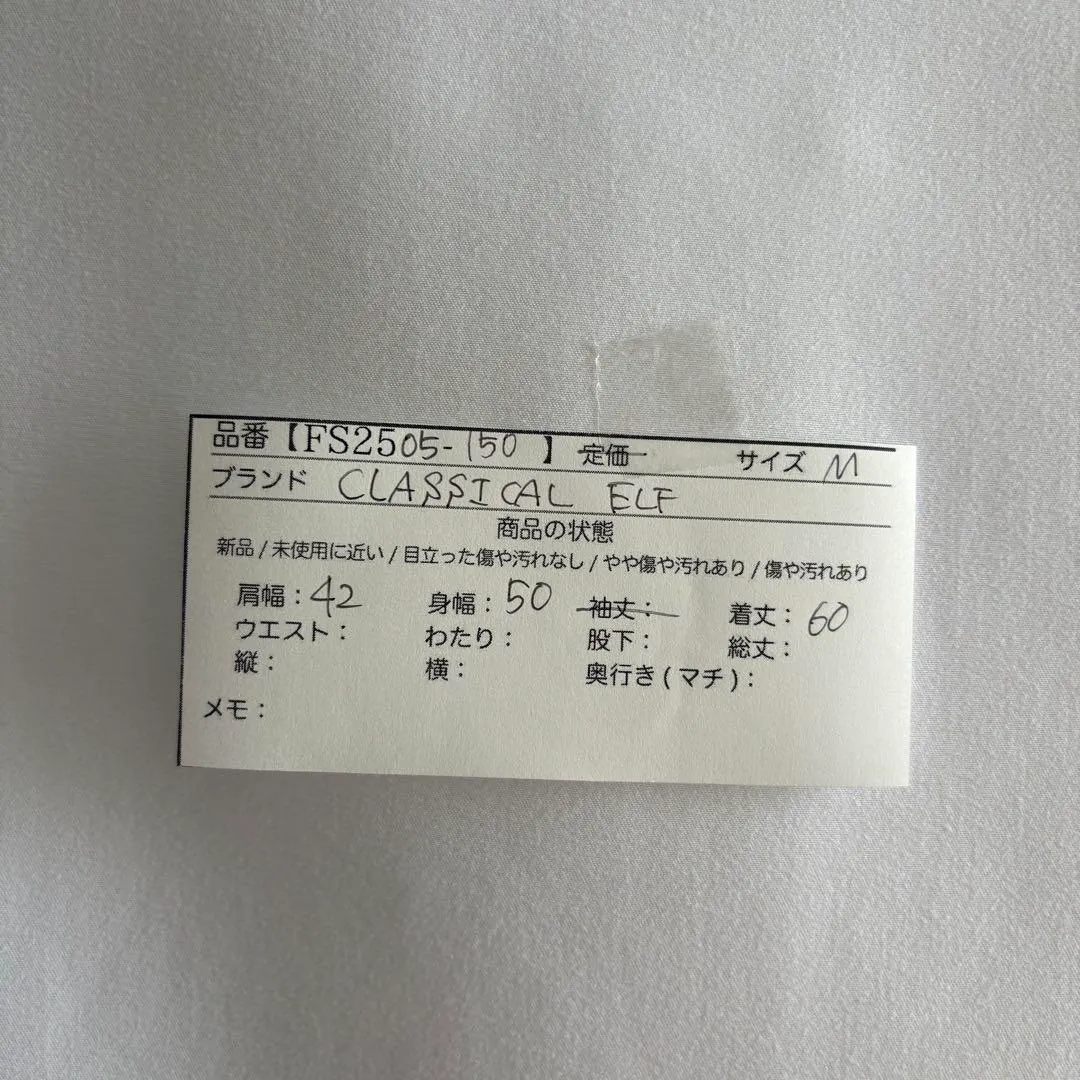 品番【FS2505-150】 定価 サイズ M
ブランド CLASSICAL ELF
商品の状態
新品 / 未使用に近い / 目立った傷や汚れなし / やや傷や汚れあり / 傷や汚れあり
肩幅：42 身幅：50 袖丈： 着丈：60
ウエスト： わたり： 股下： 総丈：
縦： 横： 奥行き(マチ)：
メモ：